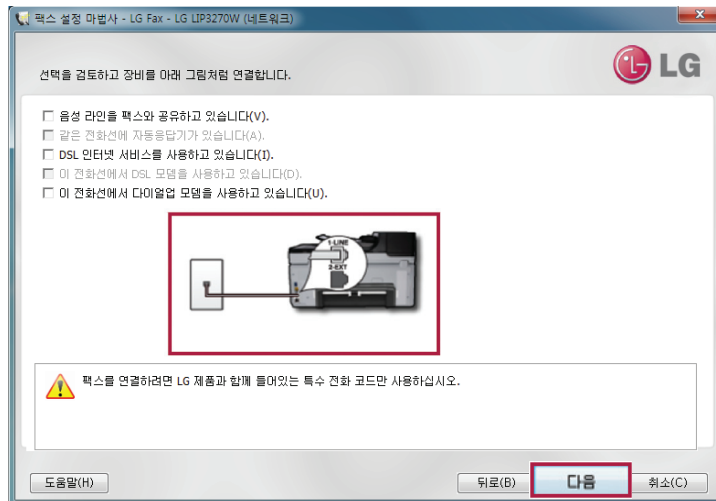 팩스 설정 마법사 - LG Fax - LG LIP3270W (네트워크)
LG
선택을 검토하고 장비를 아래 그림처럼 연결합니다.
음성 라인을 팩스와 공유하고 있습니다(V).
같은 전화선에 자동응답기가 있습니다(A).
DSL 인터넷 서비스를 사용하고 있습니다(I).
이 전화선에서 DSL 모뎀을 사용하고 있습니다(D).
이 전화선에서 다이얼업 모뎀을 사용하고 있습니다(U).
1-LINE
2-EXT
팩스를 연결하려면 LG 제품과 함께 들어있는 특수 전화 코드만 사용하십시오.
도움말(H)
뒤로(B)
다음
취소(C)